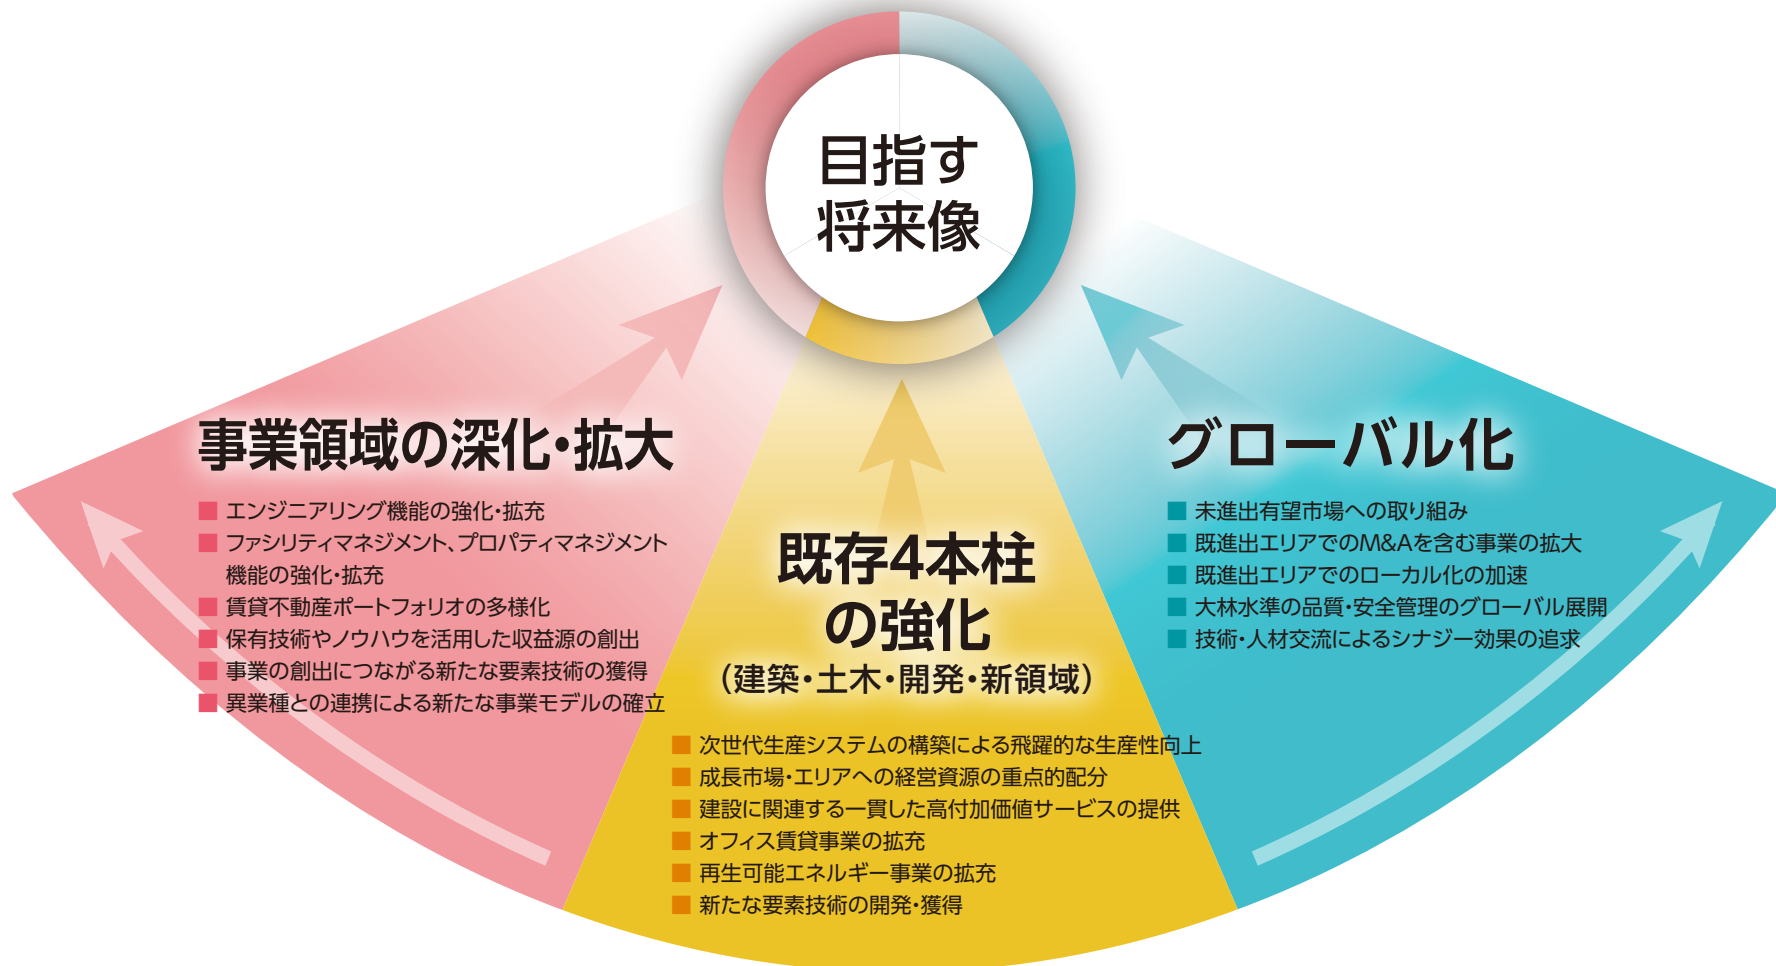 目指す
将来像
事業領域の深化・拡大
■ エンジニアリング機能の強化・拡充
■ ファシリティマネジメント、プロパティマネジメント
機能の強化・拡充
■ 賃貸不動産ポートフォリオの多様化
■ 保有技術やノウハウを活用した収益源の創出
■ 事業の創出につながる新たな要素技術の獲得
■ 異業種との連携による新たな事業モデルの確立
既存4本柱
の強化
（建築・土木・開発・新領域）
■ 次世代生産システムの構築による飛躍的な生産性向上
■ 成長市場・エリアへの経営資源の重点的配分
■ 建設に関連する一貫した高付加価値サービスの提供
■ オフィス賃貸事業の拡充
■ 再生可能エネルギー事業の拡充
■ 新たな要素技術の開発・獲得
グローバル化
■ 未進出有望市場への取り組み
■ 既進出エリアでのM&Aを含む事業の拡大
■ 既進出エリアでのローカル化の加速
■ 大林水準の品質・安全管理のグローバル展開
■ 技術・人材交流によるシナジー効果の追求